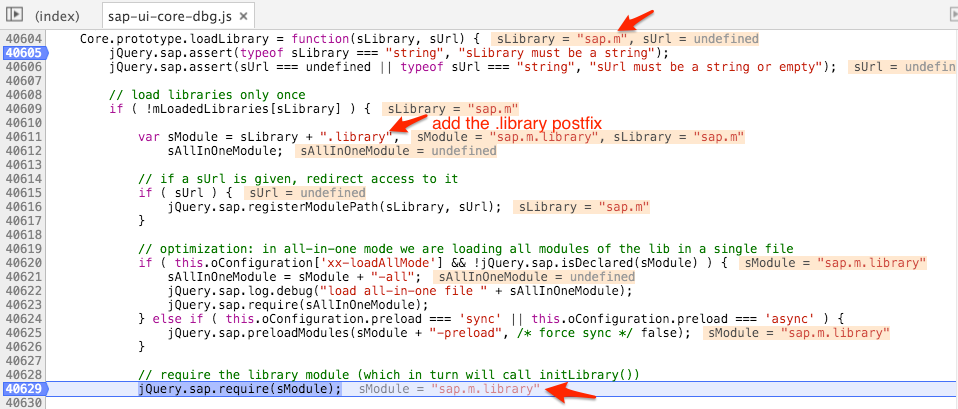 (index)
sap-ui-core-dbg.js ×
40604 Core.prototype.loadLibrary = function(sLibrary, sUrl) { sLibrary = "sap.m", sUrl = undefined
40605 jQuery.sap.assert(typeof sLibrary === "string", "sLibrary must be a string");
40606 jQuery.sap.assert(sUrl === undefined || typeof sUrl === "string", "sUrl must be a string or empty"); sUrl = undefin
40607
40608 // load libraries only once
40609 if ( !mLoadedLibraries[sLibrary] ) { sLibrary = "sap.m"
40610
add the .library postfix
40611 var sModule = sLibrary + ".library", sModule = "sap.m.library", sLibrary = "sap.m"
40612 sAllInOneModule; sAllInOneModule = undefined
40613
40614 // if a sUrl is given, redirect access to it
40615 if ( sUrl ) { sUrl = undefined
40616 jQuery.sap.registerModulePath(sLibrary, sUrl); sLibrary = "sap.m"
40617 }
40618
40619 // optimization: in all-in-one mode we are loading all modules of the lib in a single file
40620 if ( this.oConfiguration['xx-loadAllMode'] && !jQuery.sap.isDeclared(sModule) ) { sModule = "sap.m.library"
40621 sAllInOneModule = sModule + "-all"; sAllInOneModule = undefined
40622 jQuery.sap.log.debug("load all-in-one file " + sAllInOneModule);
40623 jQuery.sap.require(sAllInOneModule);
40624 } else if ( this.oConfiguration.preload === 'sync' || this.oConfiguration.preload === 'async' ) {
40625 jQuery.sap.preloadModules(sModule + "-preload", /* force sync */ false); sModule = "sap.m.library"
40626 }
40627
40628 // require the library module (which in turn will call initLibrary())
40629 jQuery.sap.require(sModule); sModule = "sap.m.library"
40630